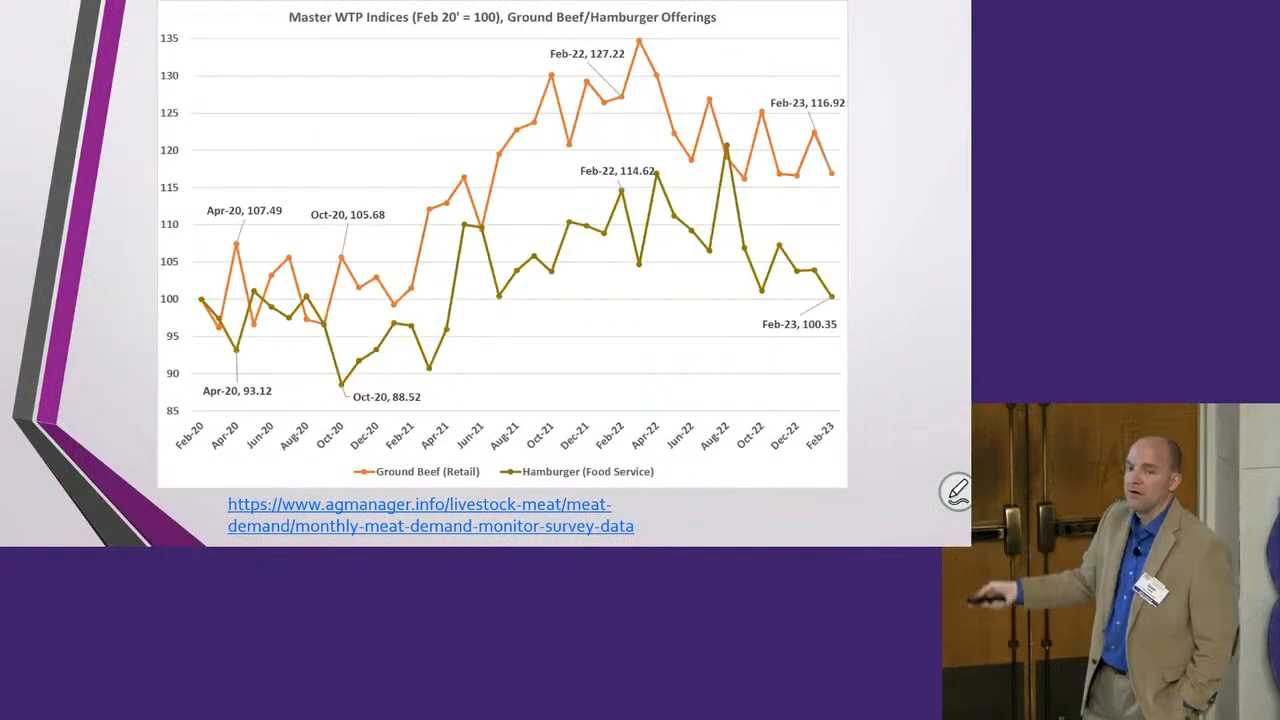 Master WTP Indices (Feb 20' = 100), Ground Beef/Hamburger Offerings
135
130
125
120
115
110
105
100
95
90
85
Feb-22, 127.22
Feb-23, 116.92
Feb-22, 114.62
Apr-20, 107.49
Oct-20, 105.68
Feb-23, 100.35
Apr-20, 93.12
Oct-20, 88.52
Feb-20
Apr-20
Jun-20
Aug-20
Oct-20
Dec-20
Feb-21
Apr-21
Jun-21
Aug-21
Oct-21
Dec-21
Feb-22
Apr-22
Jun-22
Aug-22
Oct-22
Dec-22
Feb-23
Ground Beef (Retail)
Hamburger (Food Service)
https://www.agmanager.info/livestock-meat/meat-
demand/monthly-meat-demand-monitor-survey-data